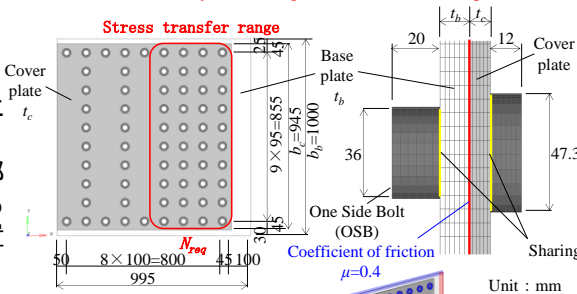 Stress transfer range
Cover
plate
t_c
Base
plate
t_b
25
45
9×95=855
b_c=945
b_b=1000
45
30
N_req
50
8×100=800
45
100
995
t_b
t_c
20
12
Cover
plate
36
47.3
One Side Bolt
(OSB)
Sharing
Coefficient of friction
μ=0.4
Unit : mm